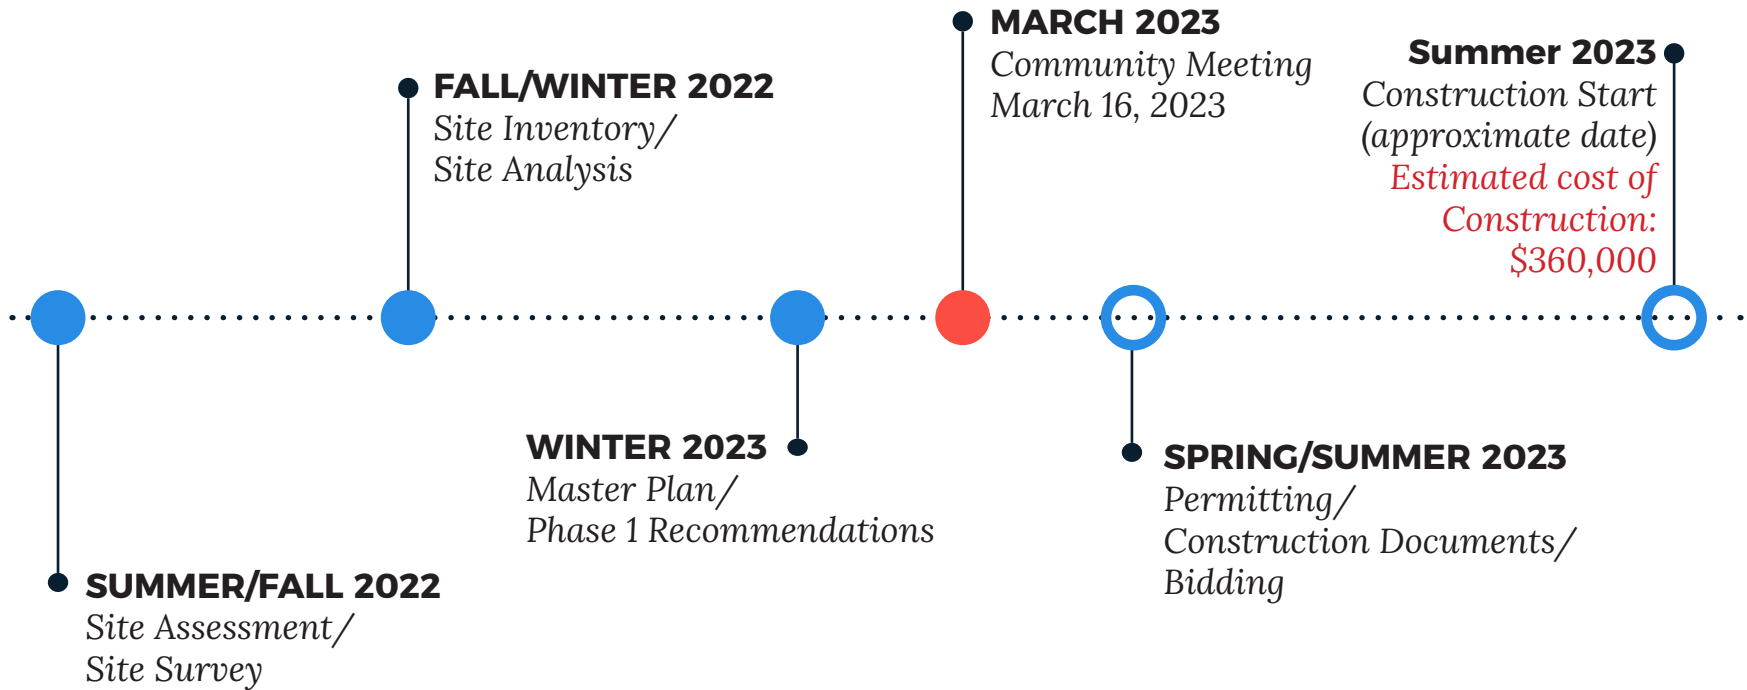 SUMMER/FALL 2022
Site Assessment/
Site Survey
FALL/WINTER 2022
Site Inventory/
Site Analysis
WINTER 2023
Master Plan/
Phase 1 Recommendations
MARCH 2023
Community Meeting
March 16, 2023
SPRING/SUMMER 2023
Permitting/
Construction Documents/
Bidding
Summer 2023
Construction Start
(approximate date)
Estimated cost of
Construction:
$360,000